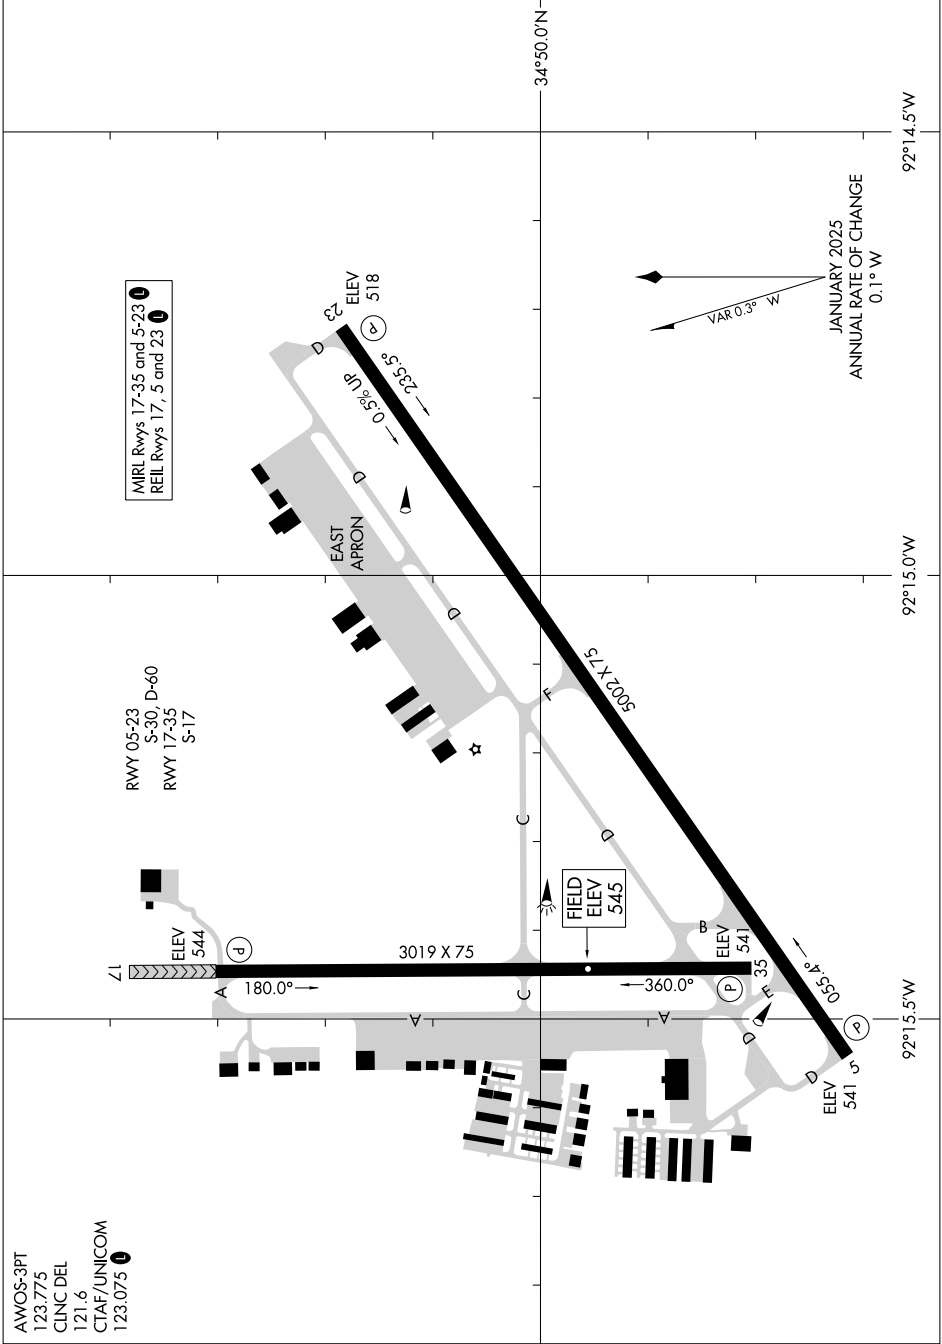 AWOS-3PT
123.775
CLNC DEL
121.6
CTAF/UNICOM
123.075 L
MIRL Rwys 17-35 and 5-23 L
REIL Rwys 17, 5 and 23 L
RWY 05-23
S-30, D-60
RWY 17-35
S-17
17
ELEV
544
P
A
180.0°
3019 X 75
A
C
C
FIELD
ELEV
545
360.0°
A
P
B
ELEV
541
35
E
D
D
055.4°
P
5
ELEV
541
D
F
5002 X 75
D
D
EAST
APRON
D
0.5% UP
235.5°
P
23
ELEV
518
VAR 0.3° W
JANUARY 2025
ANNUAL RATE OF CHANGE
0.1° W
34°50.0'N
92°14.5'W
92°15.0'W
92°15.5'W